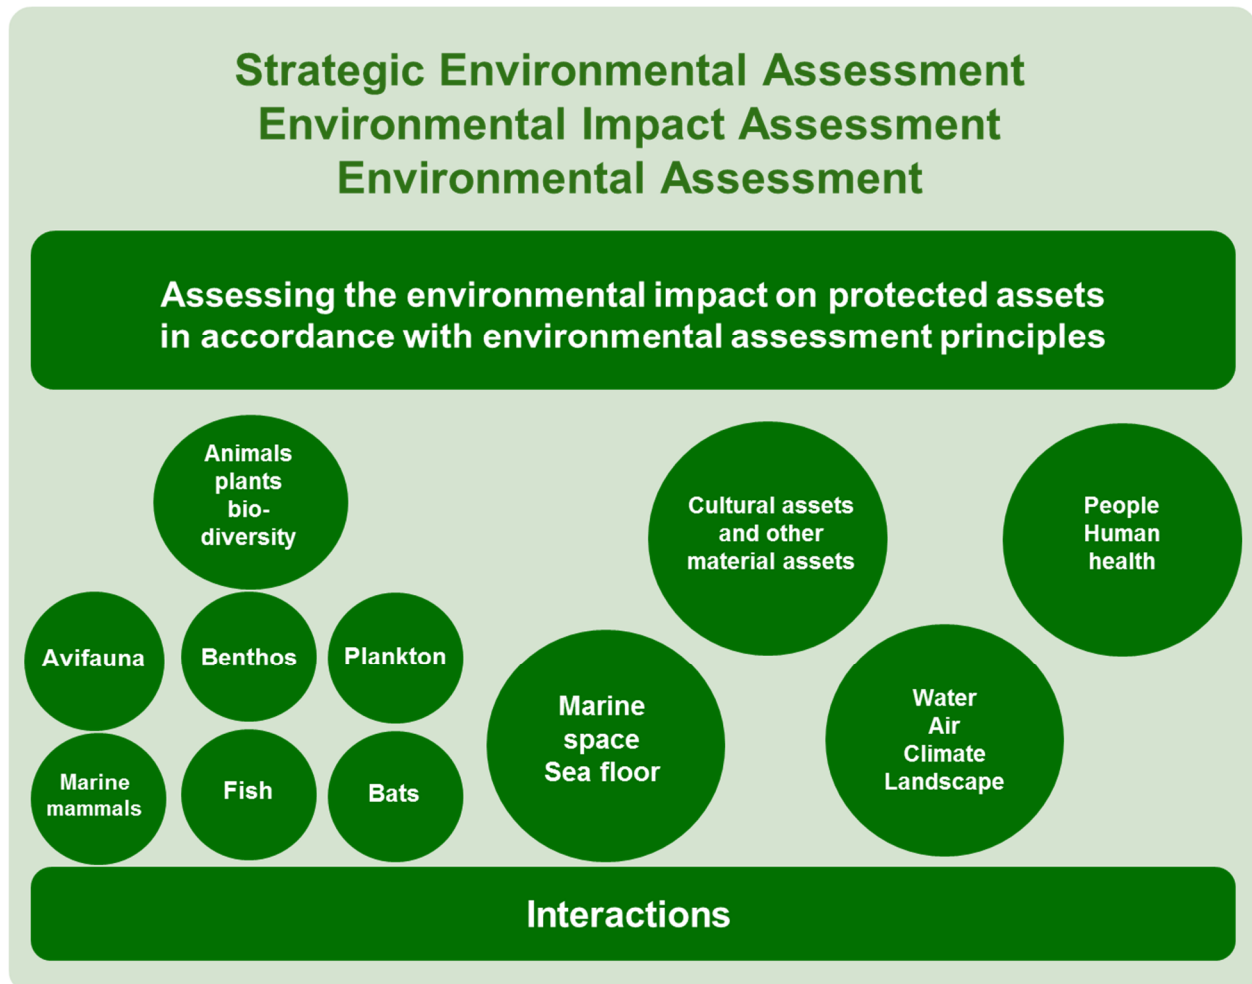 Strategic Environmental Assessment
Environmental Impact Assessment
Environmental Assessment
Assessing the environmental impact on protected assets
in accordance with environmental assessment principles
Animals
plants
bio-
diversity
Cultural assets
and other
material assets
People
Human
health
Avifauna
Benthos
Plankton
Marine
space
Sea floor
Water
Air
Climate
Landscape
Marine
mammals
Fish
Bats
Interactions